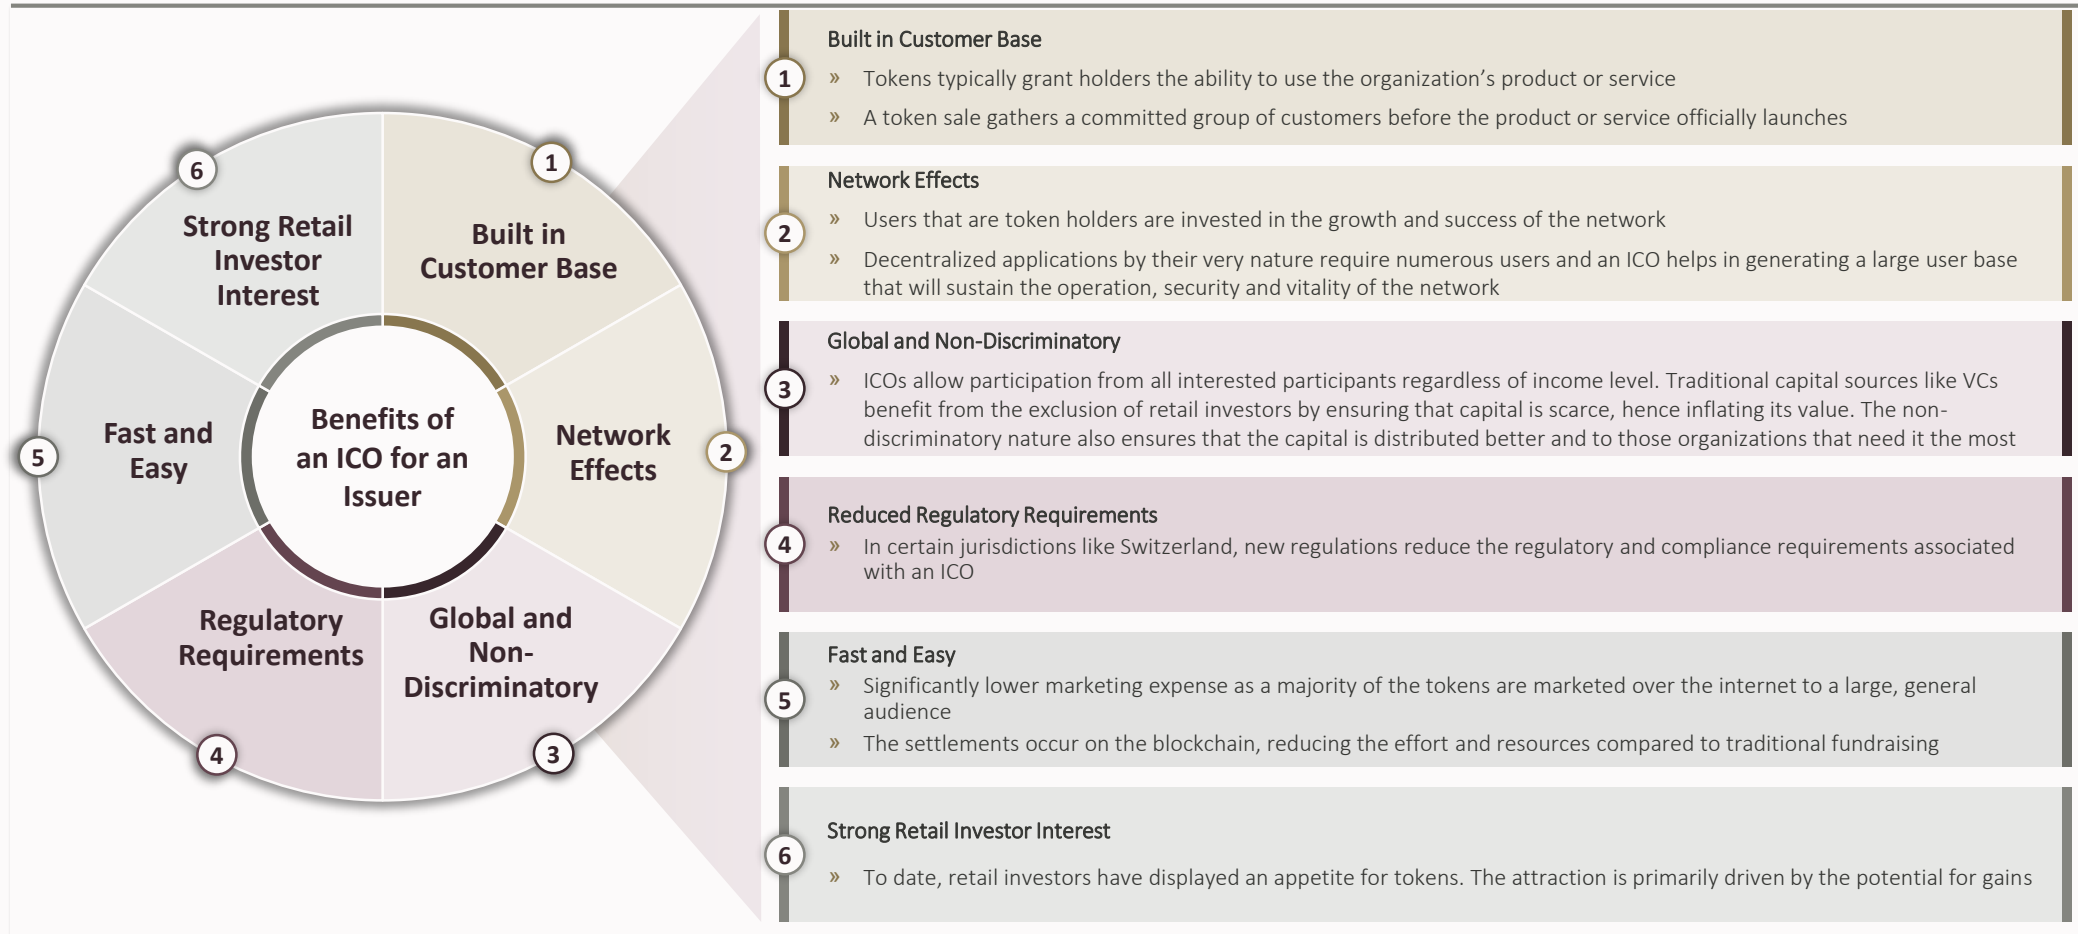 6
1
Strong Retail
Investor
Interest
Built in
Customer Base
Fast and
Easy
5
Benefits of
an ICO for an
Issuer
Network
Effects
2
Regulatory
Requirements
4
Global and
Non-
Discriminatory
3
1
Built in Customer Base
» Tokens typically grant holders the ability to use the organization's product or service
» A token sale gathers a committed group of customers before the product or service officially launches
2
Network Effects
» Users that are token holders are invested in the growth and success of the network
» Decentralized applications by their very nature require numerous users and an ICO helps in generating a large user base
that will sustain the operation, security and vitality of the network
3
Global and Non-Discriminatory
» ICOs allow participation from all interested participants regardless of income level. Traditional capital sources like VCs
benefit from the exclusion of retail investors by ensuring that capital is scarce, hence inflating its value. The non-
discriminatory nature also ensures that the capital is distributed better and to those organizations that need it the most
4
Reduced Regulatory Requirements
» In certain jurisdictions like Switzerland, new regulations reduce the regulatory and compliance requirements associated
with an ICO
5
Fast and Easy
» Significantly lower marketing expense as a majority of the tokens are marketed over the internet to a large, general
audience
» The settlements occur on the blockchain, reducing the effort and resources compared to traditional fundraising
6
Strong Retail Investor Interest
» To date, retail investors have displayed an appetite for tokens. The attraction is primarily driven by the potential for gains